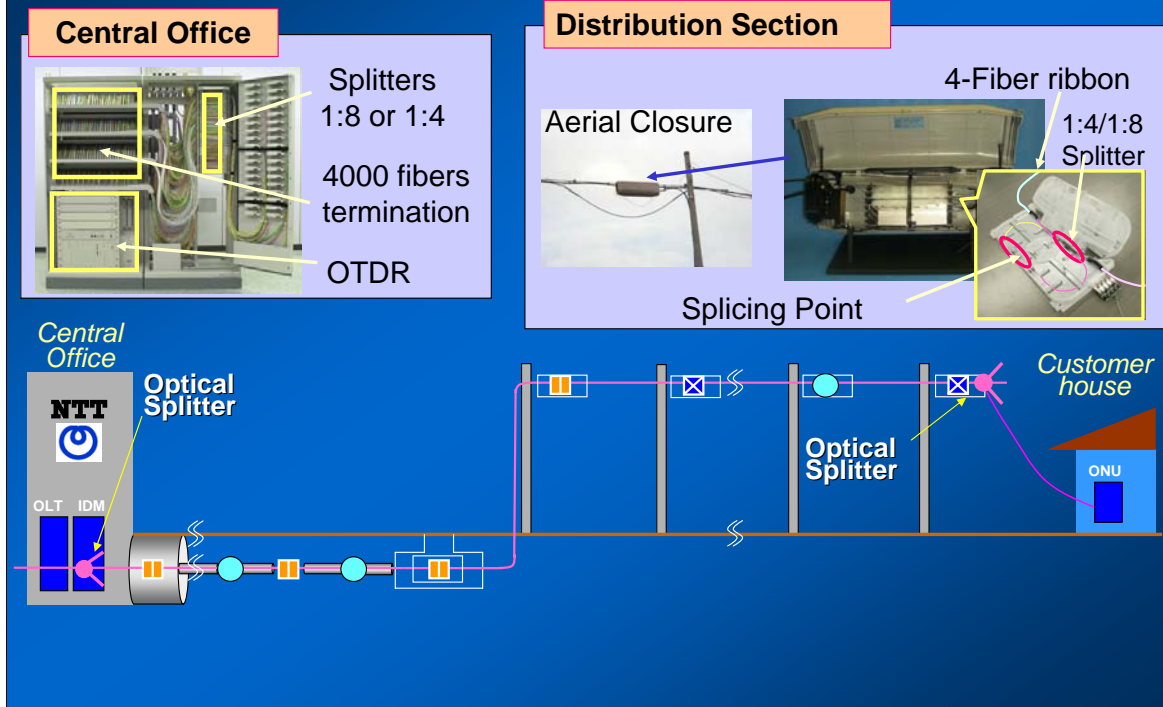 Central Office
Splitters
1:8 or 1:4
4000 fibers
termination
OTDR
Distribution Section
Aerial Closure
4-Fiber ribbon
1:4/1:8
Splitter
Splicing Point
Central
Office
Optical
Splitter
NTT
OLT IDM
Optical
Splitter
Customer
house
ONU